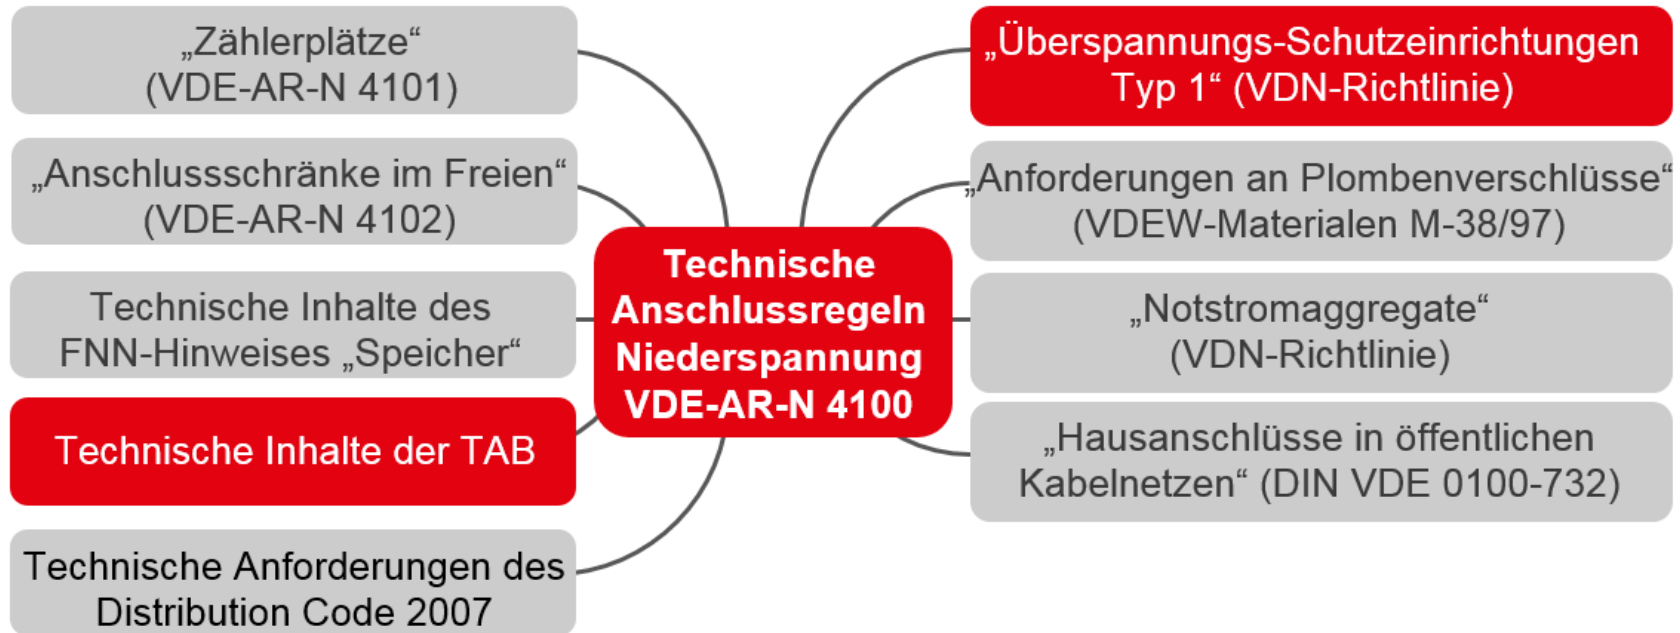 „Zählerplätze“
(VDE-AR-N 4101)
„Anschlussschränke im Freien“
(VDE-AR-N 4102)
Technische Inhalte des
FNN-Hinweises „Speicher“
Technische Inhalte der TAB
Technische Anforderungen des
Distribution Code 2007
Technische
Anschlussregeln
Niederspannung
VDE-AR-N 4100
„Überspannungs-Schutzeinrichtungen
Typ 1“ (VDN-Richtlinie)
„Anforderungen an Plombenverschlüsse“
(VDEW-Materialen M-38/97)
„Notstromaggregate“
(VDN-Richtlinie)
„Hausanschlüsse in öffentlichen
Kabelnetzen“ (DIN VDE 0100-732)